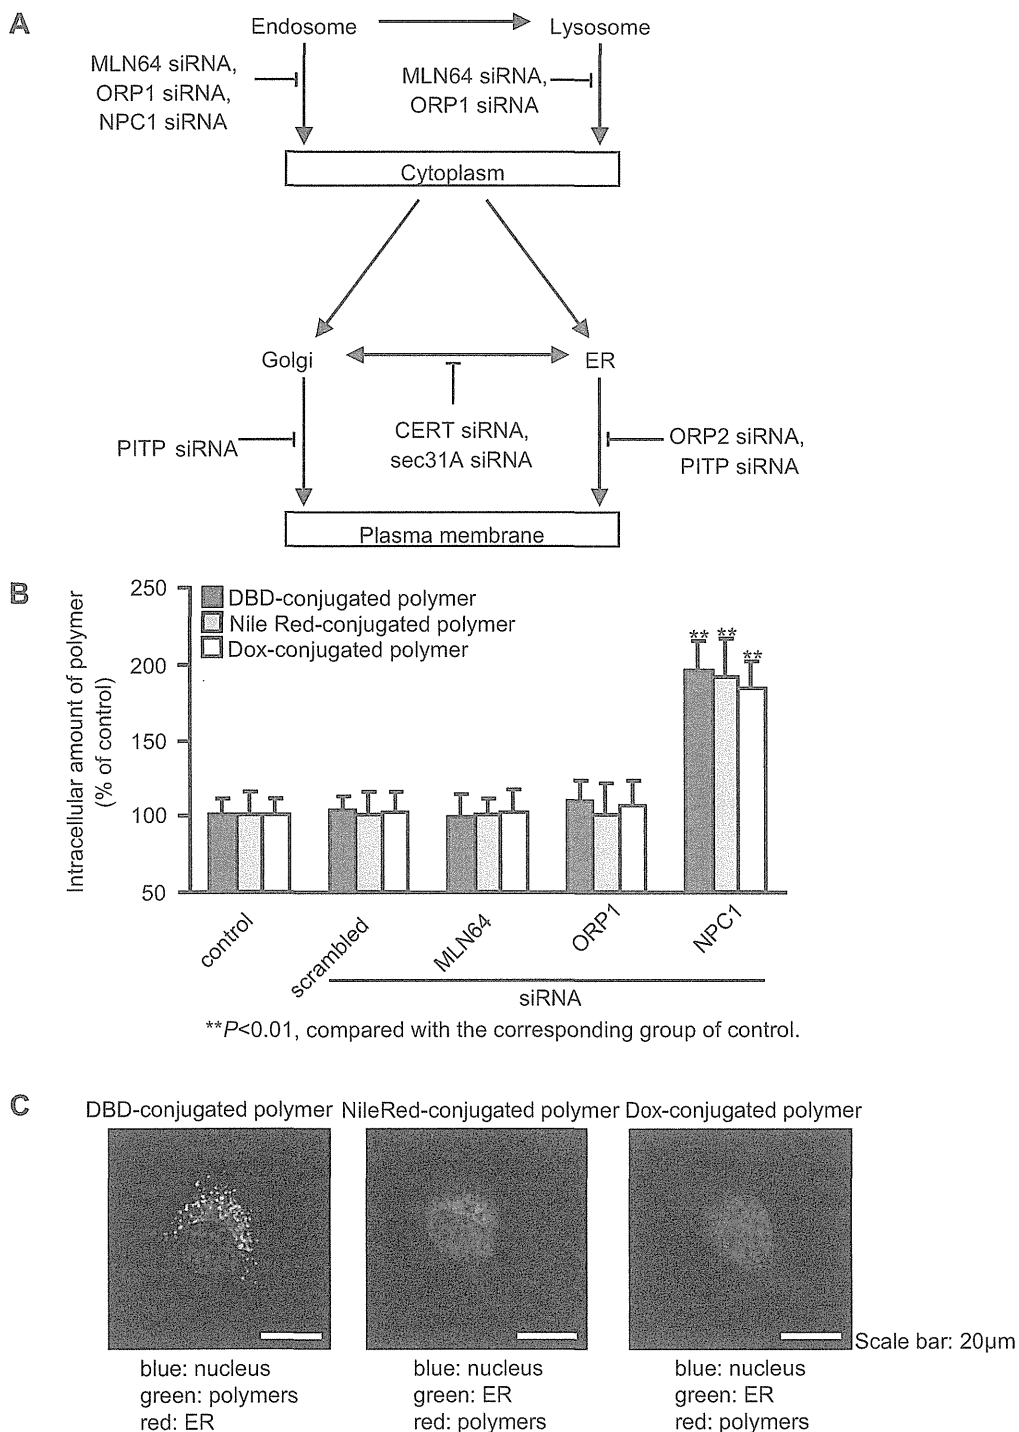 A
Endosome
Lysosome
MLN64 siRNA,
ORP1 siRNA,
NPC1 siRNA
MLN64 siRNA,
ORP1 siRNA
Cytoplasm
Golgi
ER
PITP siRNA
CERT siRNA,
sec31A siRNA
ORP2 siRNA,
PITP siRNA
Plasma membrane
B
Intracellular amount of polymer
(% of control)
250
200
150
100
50
DBD-conjugated polymer
Nile Red-conjugated polymer
Dox-conjugated polymer
** ** **
control
scrambled
MLN64
ORP1
NPC1
siRNA
**P<0.01, compared with the corresponding group of control.
C
DBD-conjugated polymer
NileRed-conjugated polymer
Dox-conjugated polymer
Scale bar: 20μm
blue: nucleus
green: polymers
red: ER
blue: nucleus
green: ER
red: polymers
blue: nucleus
green: ER
red: polymers